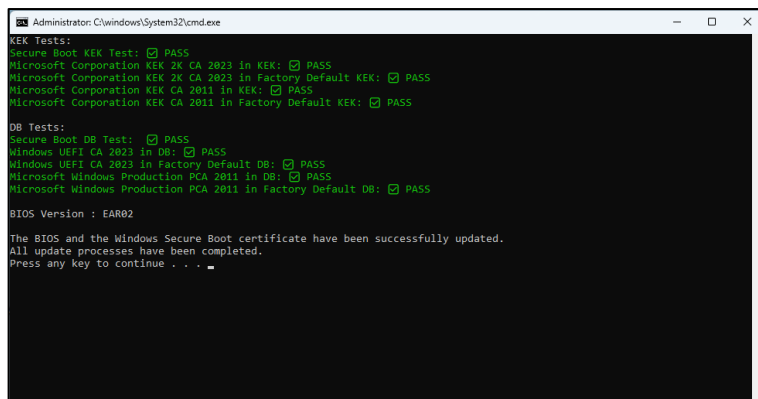 Administrator: C:\windows\System32\cmd.exe
KEK Tests:
Secure Boot KEK Test: ☑ PASS
Microsoft Corporation KEK 2K CA 2023 in KEK: ☑ PASS
Microsoft Corporation KEK 2K CA 2023 in Factory Default KEK: ☑ PASS
Microsoft Corporation KEK CA 2011 in KEK: ☑ PASS
Microsoft Corporation KEK CA 2011 in Factory Default KEK: ☑ PASS
DB Tests:
Secure Boot DB Test: ☑ PASS
Windows UEFI CA 2023 in DB: ☑ PASS
Windows UEFI CA 2023 in Factory Default DB: ☑ PASS
Microsoft Windows Production PCA 2011 in DB: ☑ PASS
Microsoft Windows Production PCA 2011 in Factory Default DB: ☑ PASS
BIOS Version : EAR02
The BIOS and the Windows Secure Boot certificate have been successfully updated.
All update processes have been completed.
Press any key to continue . . .